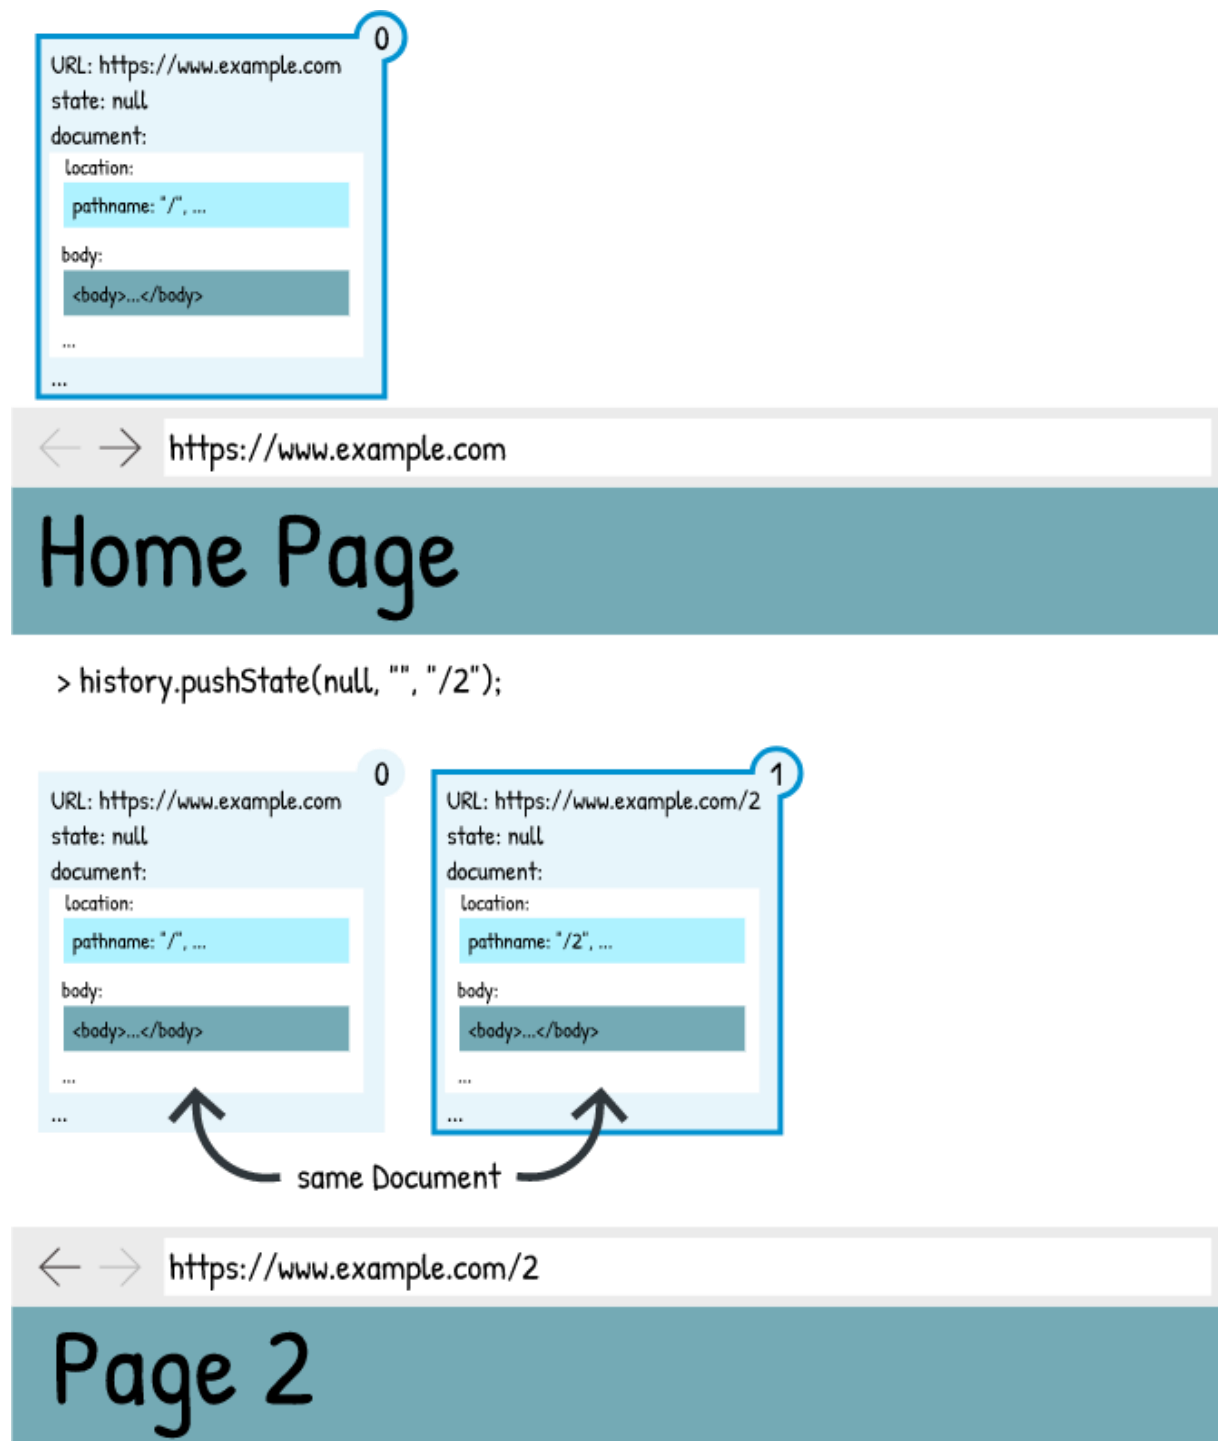 0
URL: https://www.example.com
state: null
document:
location:
pathname: "/", ...
body:
<body>...</body>
...
...
https://www.example.com
Home Page
> history.pushState(null, "", "/2");
0
URL: https://www.example.com
state: null
document:
location:
pathname: "/", ...
body:
<body>...</body>
...
...
1
URL: https://www.example.com/2
state: null
document:
location:
pathname: "/2", ...
body:
<body>...</body>
...
...
same Document
https://www.example.com/2
Page 2